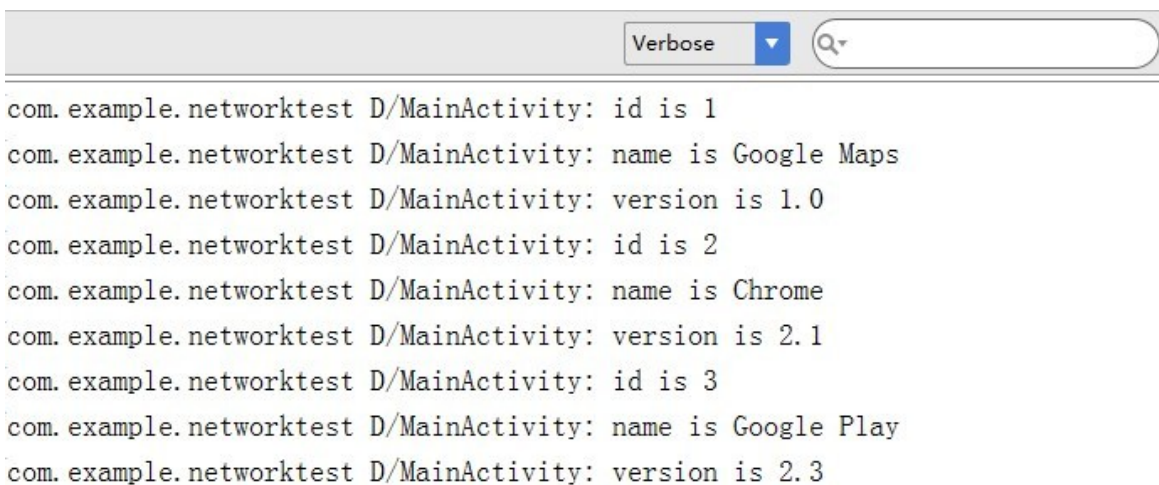 Verbose
com.example.networktest D/MainActivity: id is 1
com.example.networktest D/MainActivity: name is Google Maps
com.example.networktest D/MainActivity: version is 1.0
com.example.networktest D/MainActivity: id is 2
com.example.networktest D/MainActivity: name is Chrome
com.example.networktest D/MainActivity: version is 2.1
com.example.networktest D/MainActivity: id is 3
com.example.networktest D/MainActivity: name is Google Play
com.example.networktest D/MainActivity: version is 2.3